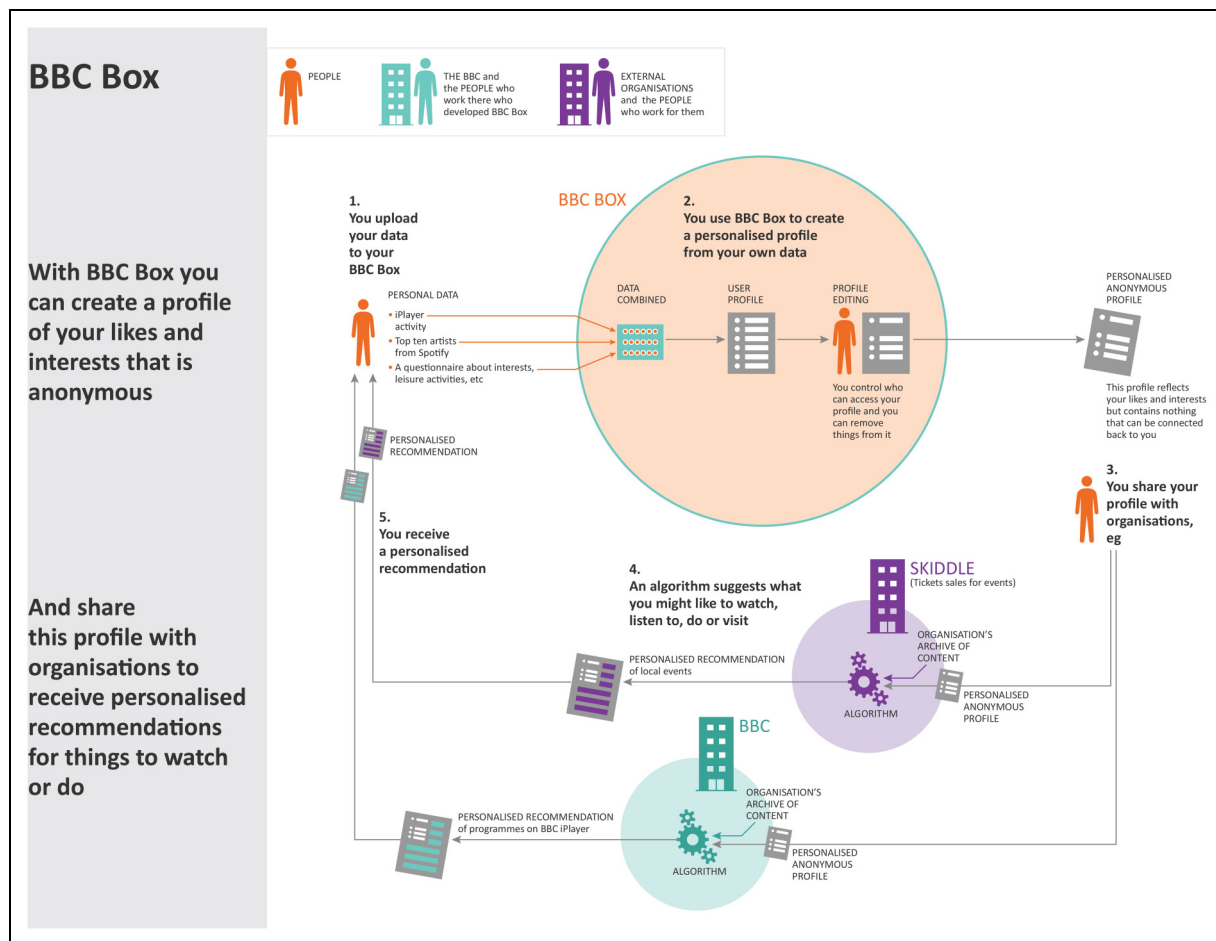 BBC Box
PEOPLE
THE BBC and
the PEOPLE who
work there who
developed BBC Box
EXTERNAL
ORGANISATIONS
and the PEOPLE
who work for them
With BBC Box you
can create a profile
of your likes and
interests that is
anonymous
And share
this profile with
organisations to
receive personalised
recommendations
for things to watch
or do
1.
You upload
your data
to your
BBC Box
PERSONAL DATA
• iPlayer
activity
• Top ten artists
from Spotify
• A questionnaire about interests,
leisure activities, etc
BBC BOX
2.
You use BBC Box to create
a personalised profile
from your own data
DATA
COMBINED
USER
PROFILE
PROFILE
EDITING
You control who
can access your
profile and you
can remove
things from it
PERSONALISED
ANONYMOUS
PROFILE
This profile reflects
your likes and interests
but contains nothing
that can be connected
back to you
3.
You share your
profile with
organisations,
eg
SKIDDLE
(Tickets sales for events)
4.
An algorithm suggests what
you might like to watch,
listen to, do or visit
ORGANISATION'S
ARCHIVE OF
CONTENT
ALGORITHM
PERSONALISED
ANONYMOUS
PROFILE
PERSONALISED RECOMMENDATION
of local events
BBC
ORGANISATION'S
ARCHIVE OF
CONTENT
ALGORITHM
PERSONALISED
ANONYMOUS
PROFILE
PERSONALISED RECOMMENDATION
of programmes on BBC iPlayer
PERSONALISED
RECOMMENDATION
5.
You receive
a personalised
recommendation